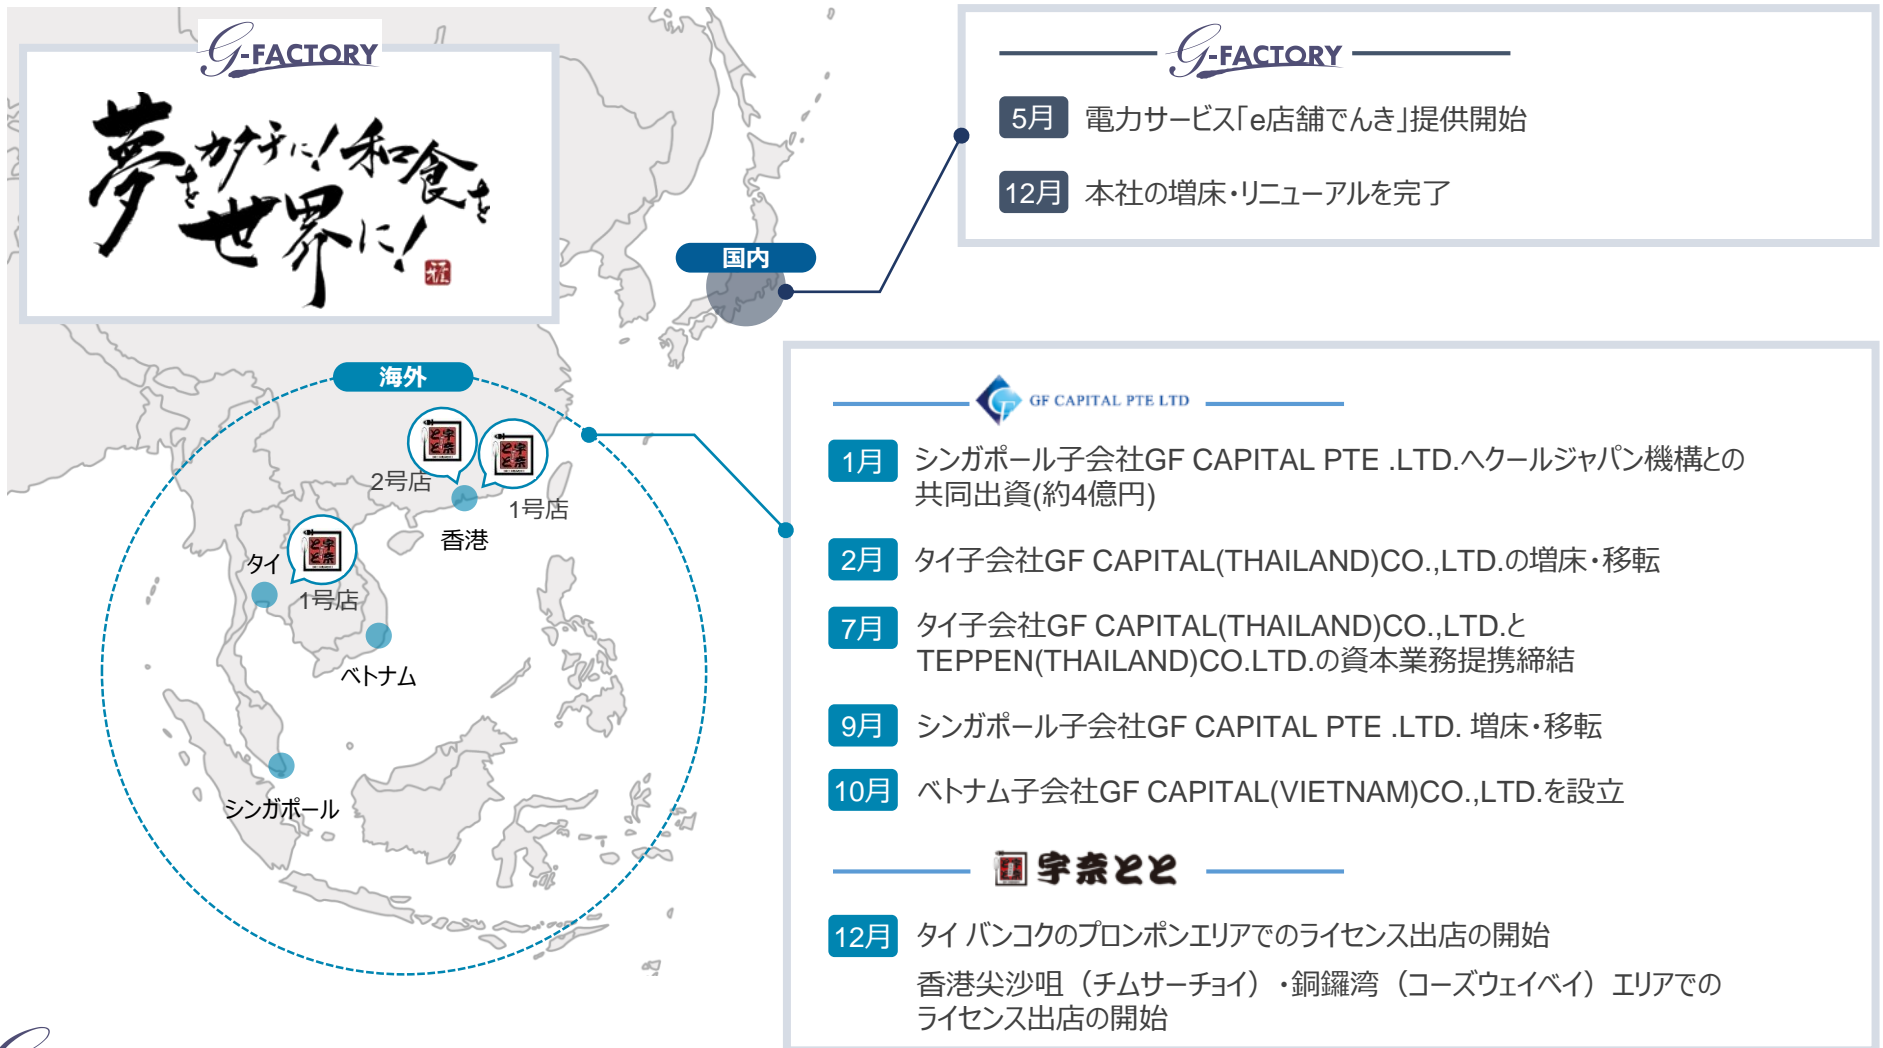 G-FACTORY
夢をカタチに!和食を
世界に!
国内
海外
2号店
1号店
香港
タイ
1号店
ベトナム
シンガポール
G-FACTORY
5月 電力サービス「e店舗でんき」提供開始
12月 本社の増床・リニューアルを完了
GF CAPITAL PTE LTD
1月 シンガポール子会社GF CAPITAL PTE .LTD.へクールジャパン機構との
共同出資(約4億円)
2月 タイ子会社GF CAPITAL(THAILAND)CO.,LTD.の増床・移転
7月 タイ子会社GF CAPITAL(THAILAND)CO.,LTD.と
TEPPEN(THAILAND)CO.LTD.の資本業務提携締結
9月 シンガポール子会社GF CAPITAL PTE .LTD. 増床・移転
10月 ベトナム子会社GF CAPITAL(VIETNAM)CO.,LTD.を設立
宇奈とと
12月 タイ バンコクのプロンポンエリアでのライセンス出店の開始
香港尖沙咀（チムサーチョイ）・銅鑼湾（コーズウェイベイ）エリアでの
ライセンス出店の開始